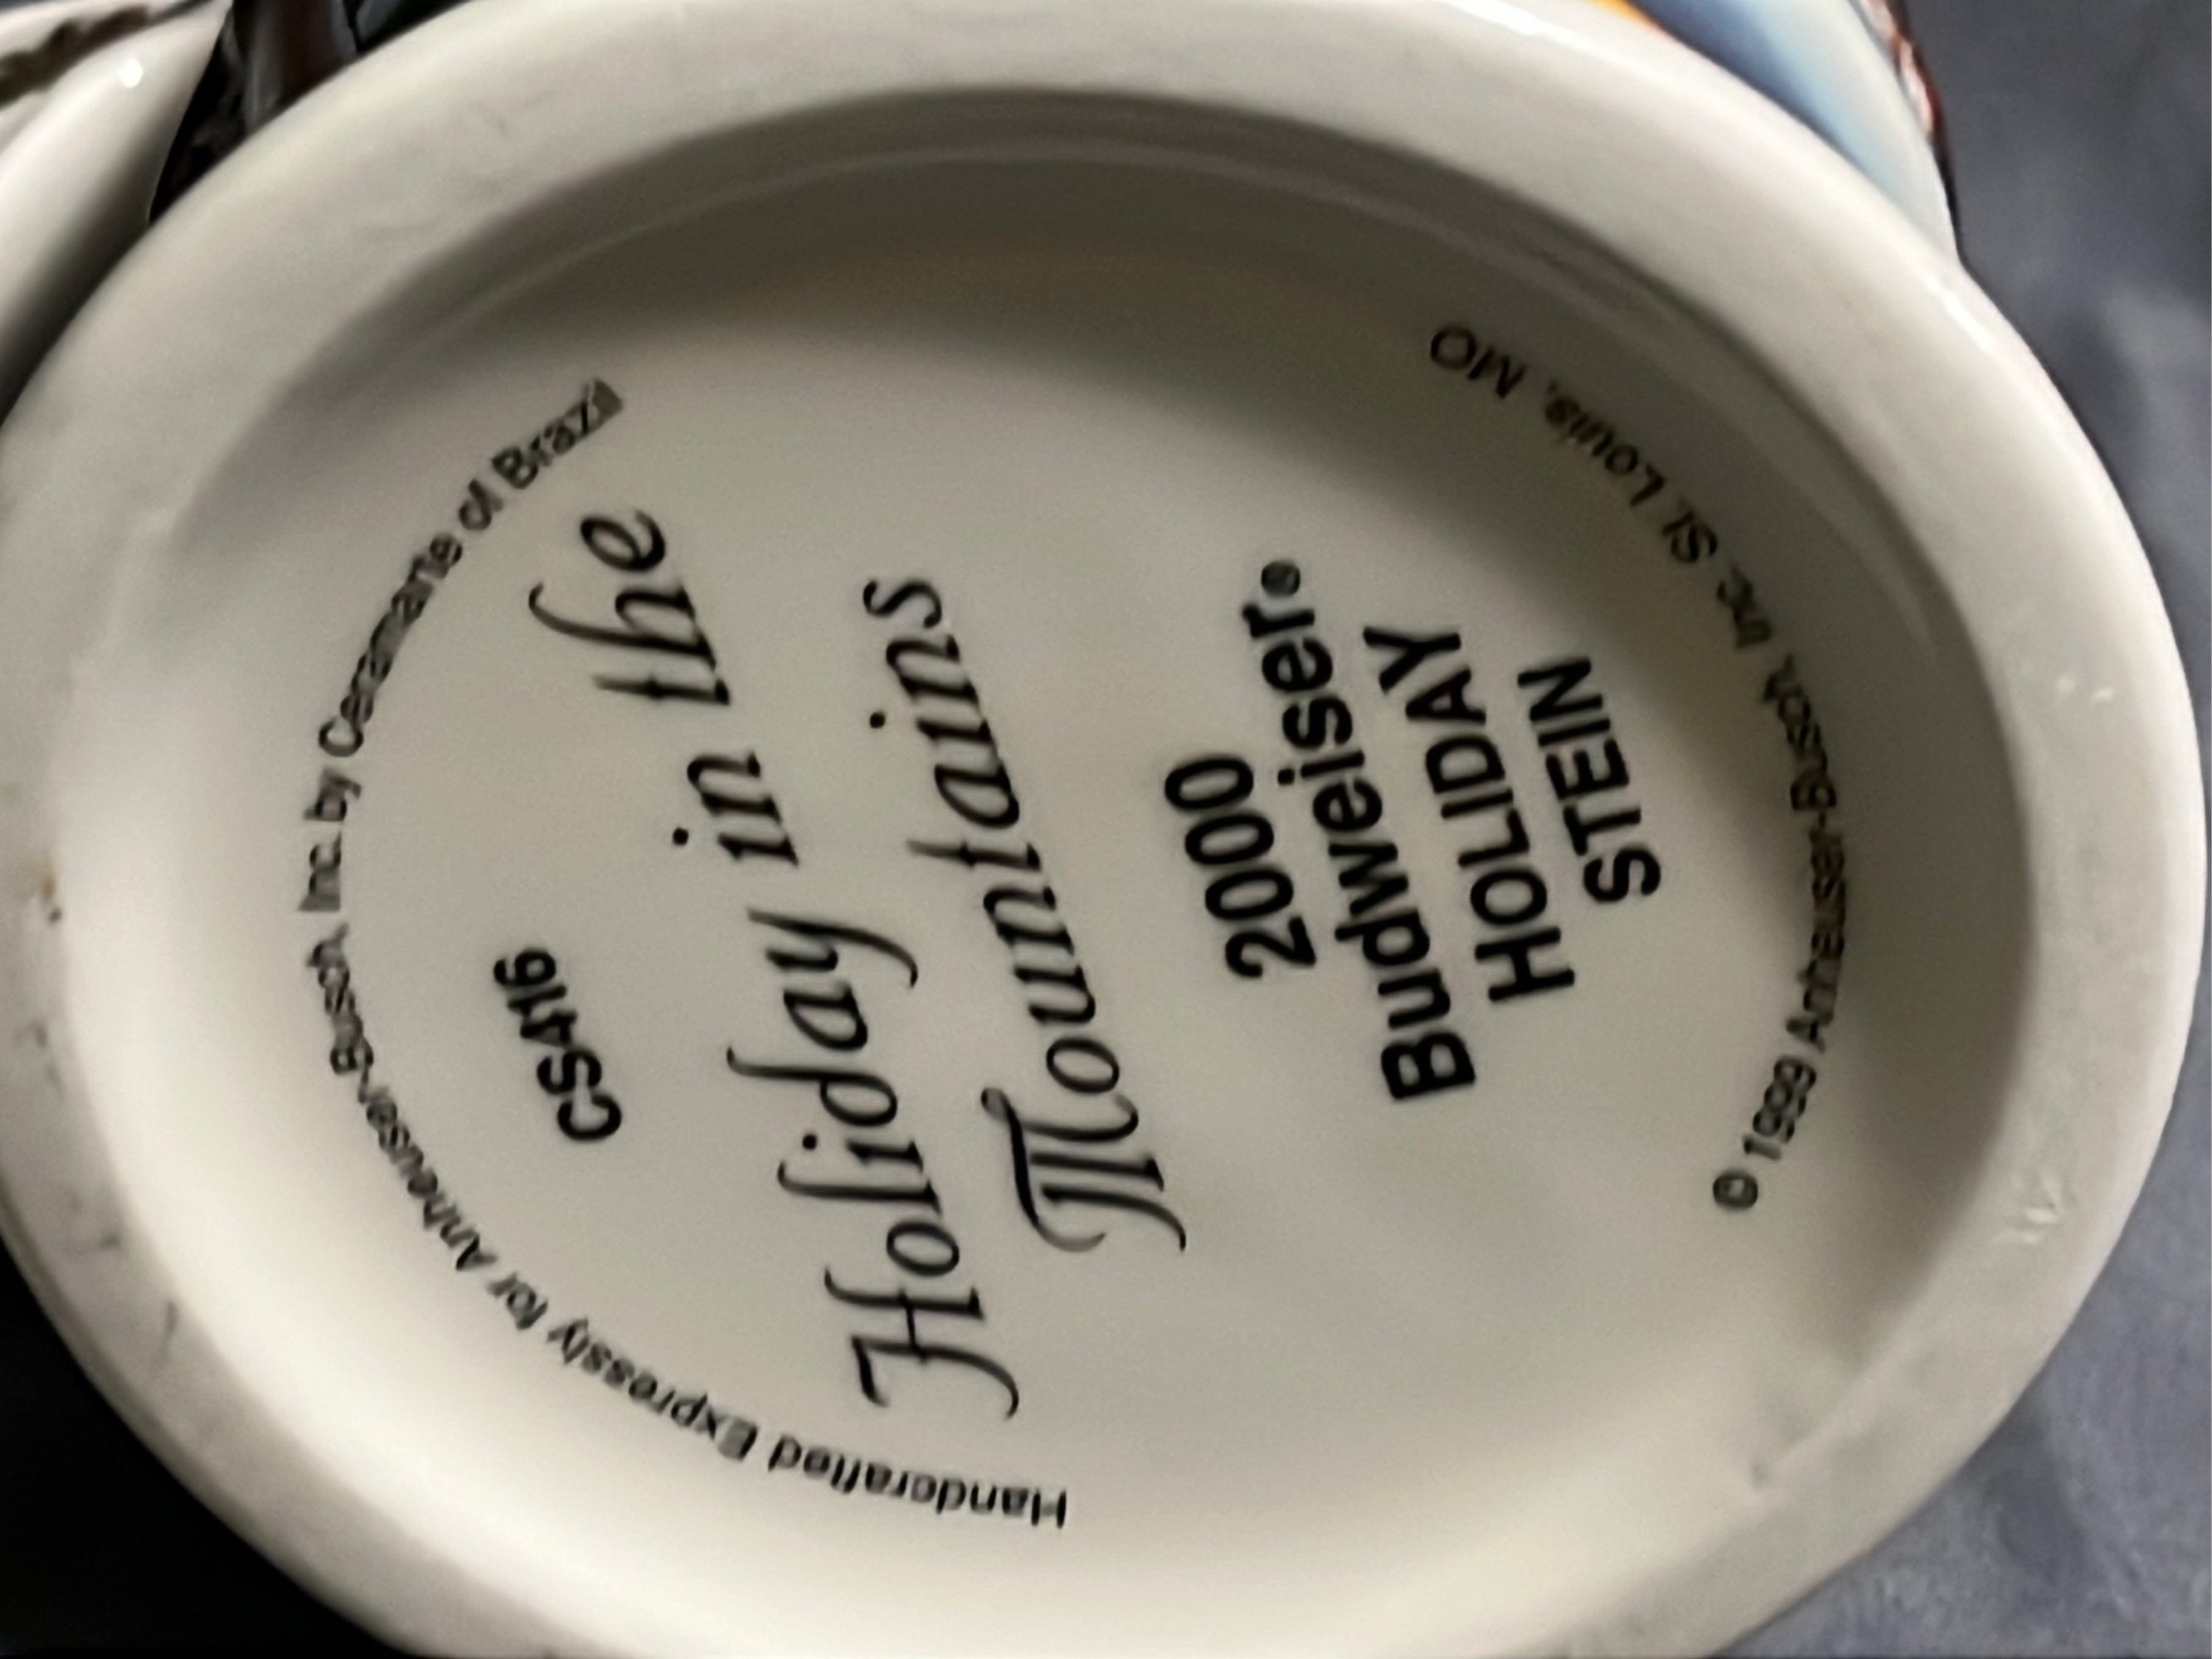 Handcrafted Expressly for Anheuser-Busch, Inc. by Ceramarte of Brazil
CS416
Holiday in the
Mountains
2000
Budweiser®
HOLIDAY
STEIN
© 1999 Anheuser-Busch, Inc. St. Louis, MO